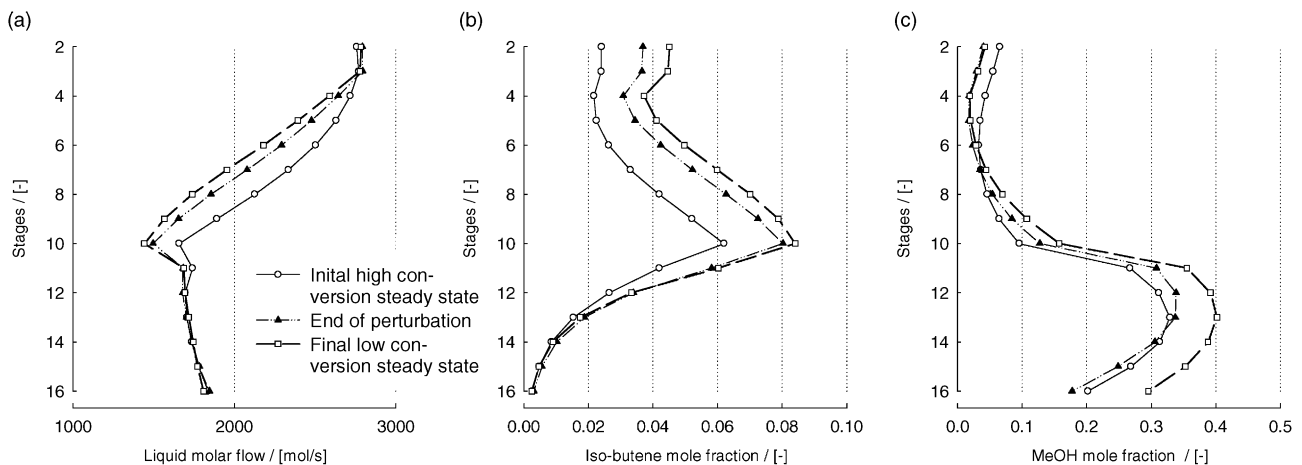 (a)
2
4
6
8
10
12
14
16
Stages / [-]
1000 2000 3000
Liquid molar flow / [mol/s]
Inital high con-
version steady state
End of perturbation
Final low con-
version steady state
(b)
2
4
6
8
10
12
14
16
Stages / [-]
0.00 0.02 0.04 0.06 0.08 0.10
Iso-butene mole fraction / [-]
(c)
2
4
6
8
10
12
14
16
Stages / [-]
0.0 0.1 0.2 0.3 0.4 0.5
MeOH mole fraction / [-]